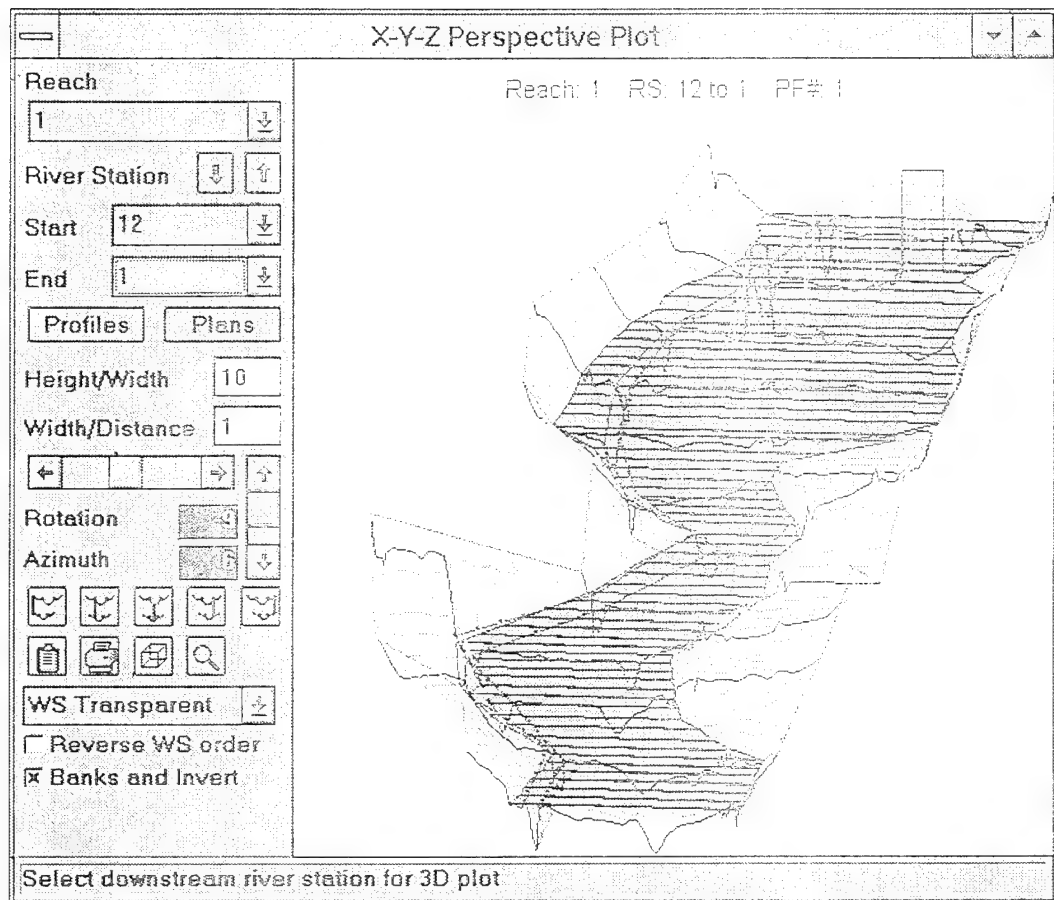 X-Y-Z Perspective Plot
Reach
1
Reach: 1 RS: 12 to 1 PF#: 1
River Station
Start 12
End 1
Profiles Plans
Height/Width 10
Width/Distance 1
Rotation
Azimuth
WS Transparent
Reverse WS order
Banks and Invert
Select downstream river station for 3D plot